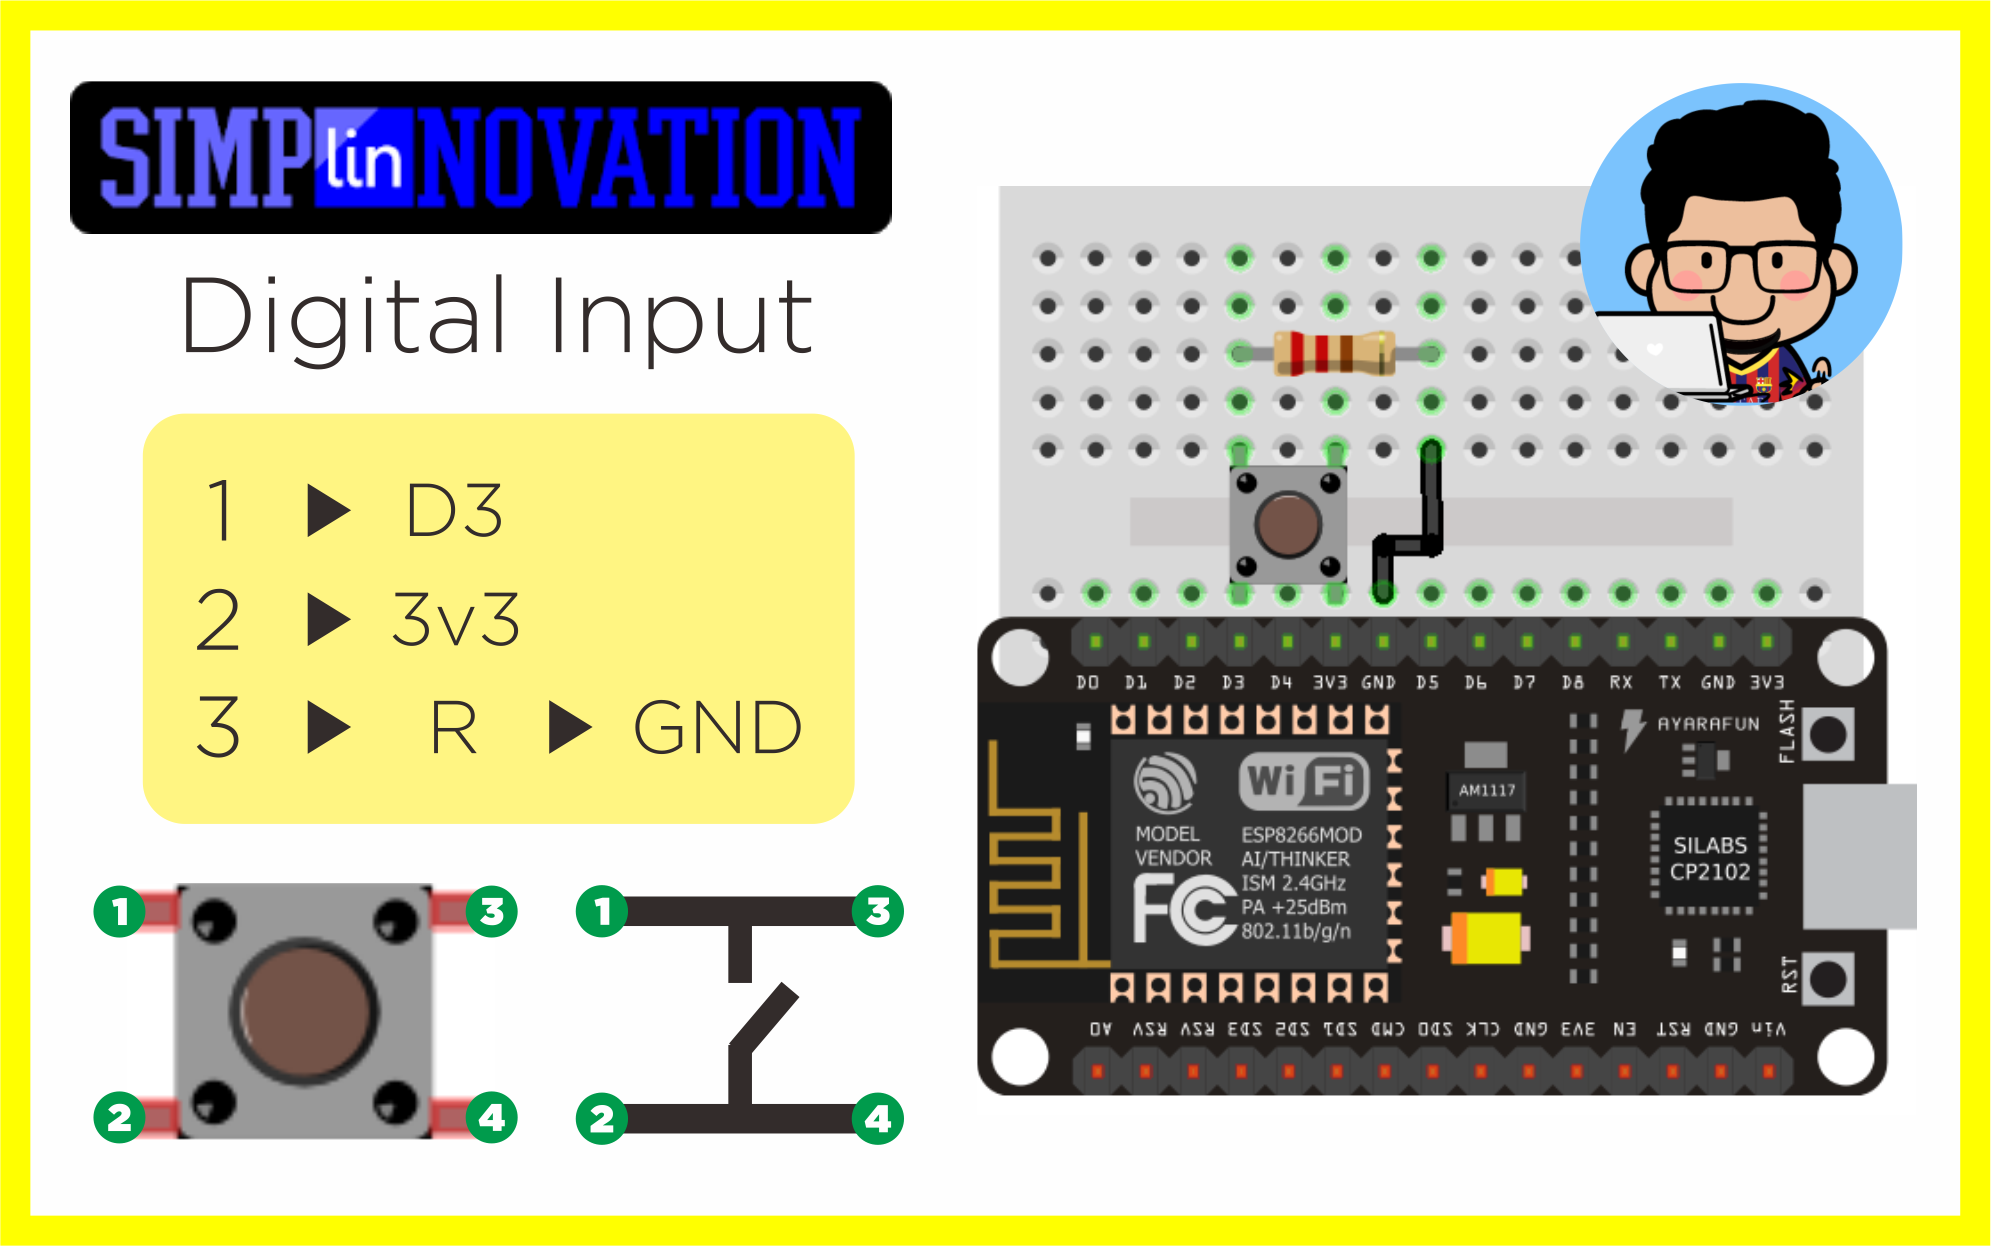 SIMPlinNOVATION
Digital Input
1 ▶ D3
2 ▶ 3v3
3 ▶ R ▶ GND
1 3
2 4
1 3
2 4
D0 D1 D2 D3 D4 3V3 GND D5 D6 D7 D8 RX TX GND 3V3
AYARAFUN
FLASH
WiFi
AM1117
MODEL
VENDOR
FC
ESP8266MOD
AI/THINKER
ISM 2.4GHz
PA +25dBm
802.11b/g/n
SILABS
CP2102
RST
A0 RSV RSV SD3 SD2 SD1 CMD SD0 CLK GND 3V3 EN RST GND Vin